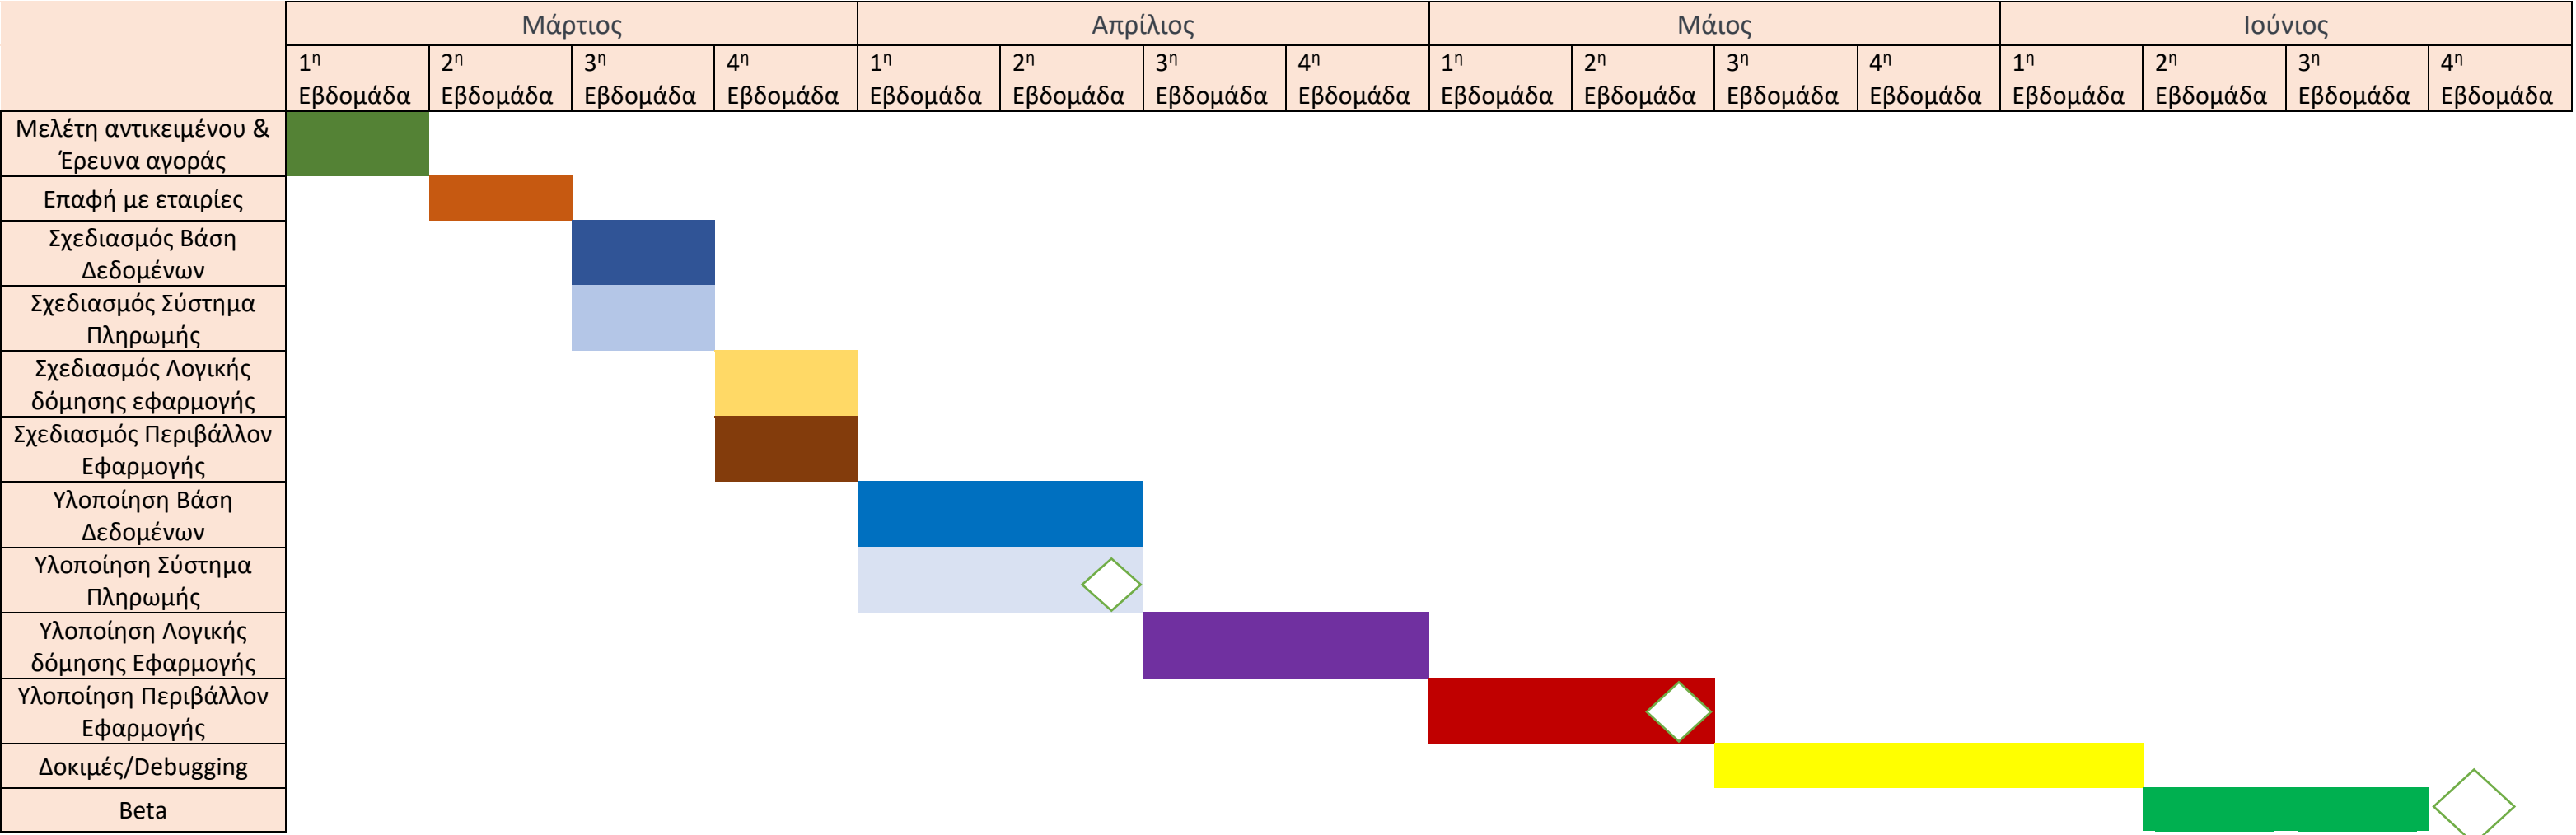 Μάρτιος Απρίλιος Μάιος Ιούνιος
1η 2η 3η 4η 1η 2η 3η 4η 1η 2η 3η 4η 1η 2η 3η 4η
Εβδομάδα Εβδομάδα Εβδομάδα Εβδομάδα Εβδομάδα Εβδομάδα Εβδομάδα Εβδομάδα Εβδομάδα Εβδομάδα Εβδομάδα Εβδομάδα Εβδομάδα Εβδομάδα Εβδομάδα Εβδομάδα
Μελέτη αντικειμένου &
Έρευνα αγοράς
Επαφή με εταιρίες
Σχεδιασμός Βάση
Δεδομένων
Σχεδιασμός Σύστημα
Πληρωμής
Σχεδιασμός Λογικής
δόμησης εφαρμογής
Σχεδιασμός Περιβάλλον
Εφαρμογής
Υλοποίηση Βάση
Δεδομένων
Υλοποίηση Σύστημα
Πληρωμής
Υλοποίηση Λογικής
δόμησης Εφαρμογής
Υλοποίηση Περιβάλλον
Εφαρμογής
Δοκιμές/Debugging
Beta